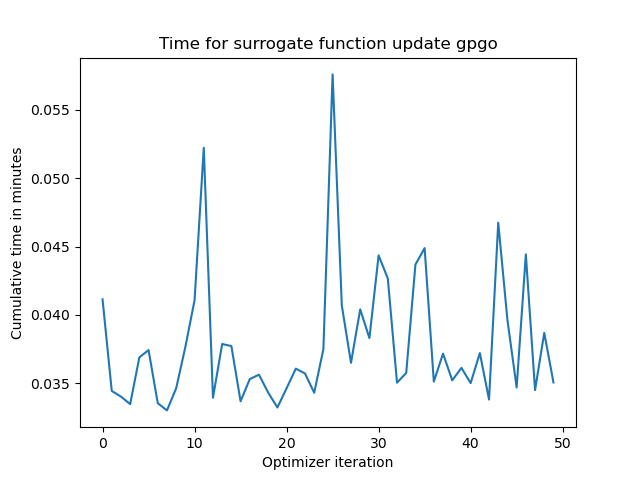 Time for surrogate function update gpgo
0.055
0.050
0.045
0.040
0.035
Cumulative time in minutes
0 10 20 30 40 50
Optimizer iteration